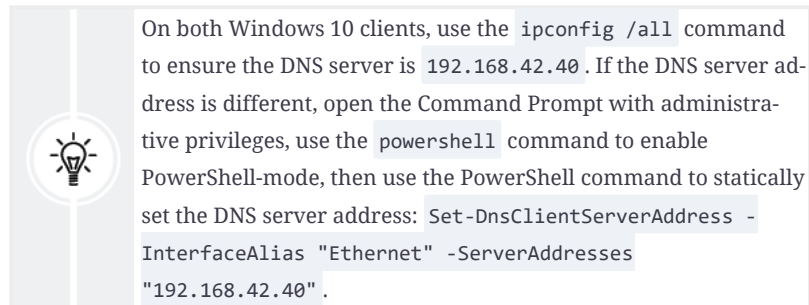 On both Windows 10 clients, use the ipconfig /all command
to ensure the DNS server is 192.168.42.40. If the DNS server ad-
dress is different, open the Command Prompt with administra-
tive privileges, use the powershell command to enable
PowerShell-mode, then use the PowerShell command to statically
set the DNS server address: Set-DnsClientServerAddress -
InterfaceAlias "Ethernet" -ServerAddresses
"192.168.42.40".